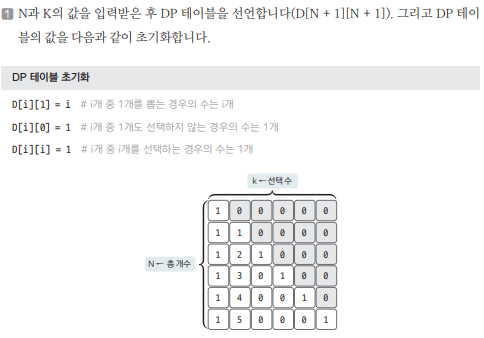 1 N과 K의 값을 입력받은 후 DP 테이블을 선언합니다(D[N + 1][N + 1]). 그리고 DP 테이
블의 값을 다음과 같이 초기화합니다.
DP 테이블 초기화
D[i][1] = i # i개 중 1개를 뽑는 경우의 수는 i개
D[i][0] = 1 # i개 중 1개도 선택하지 않는 경우의 수는 1개
D[i][i] = 1 # i개 중 i개를 선택하는 경우의 수는 1개
k ← 선택 수
N ← 총 개수
1 0 0 0 0 0
1 1 0 0 0 0
1 2 1 0 0 0
1 3 0 1 0 0
1 4 0 0 1 0
1 5 0 0 0 1